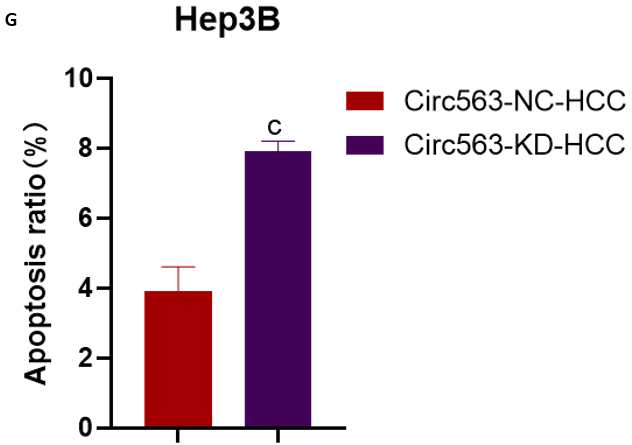 G
Hep3B
Apoptosis ratio (%)
10
8
6
4
2
0
c
Circ563-NC-HCC
Circ563-KD-HCC